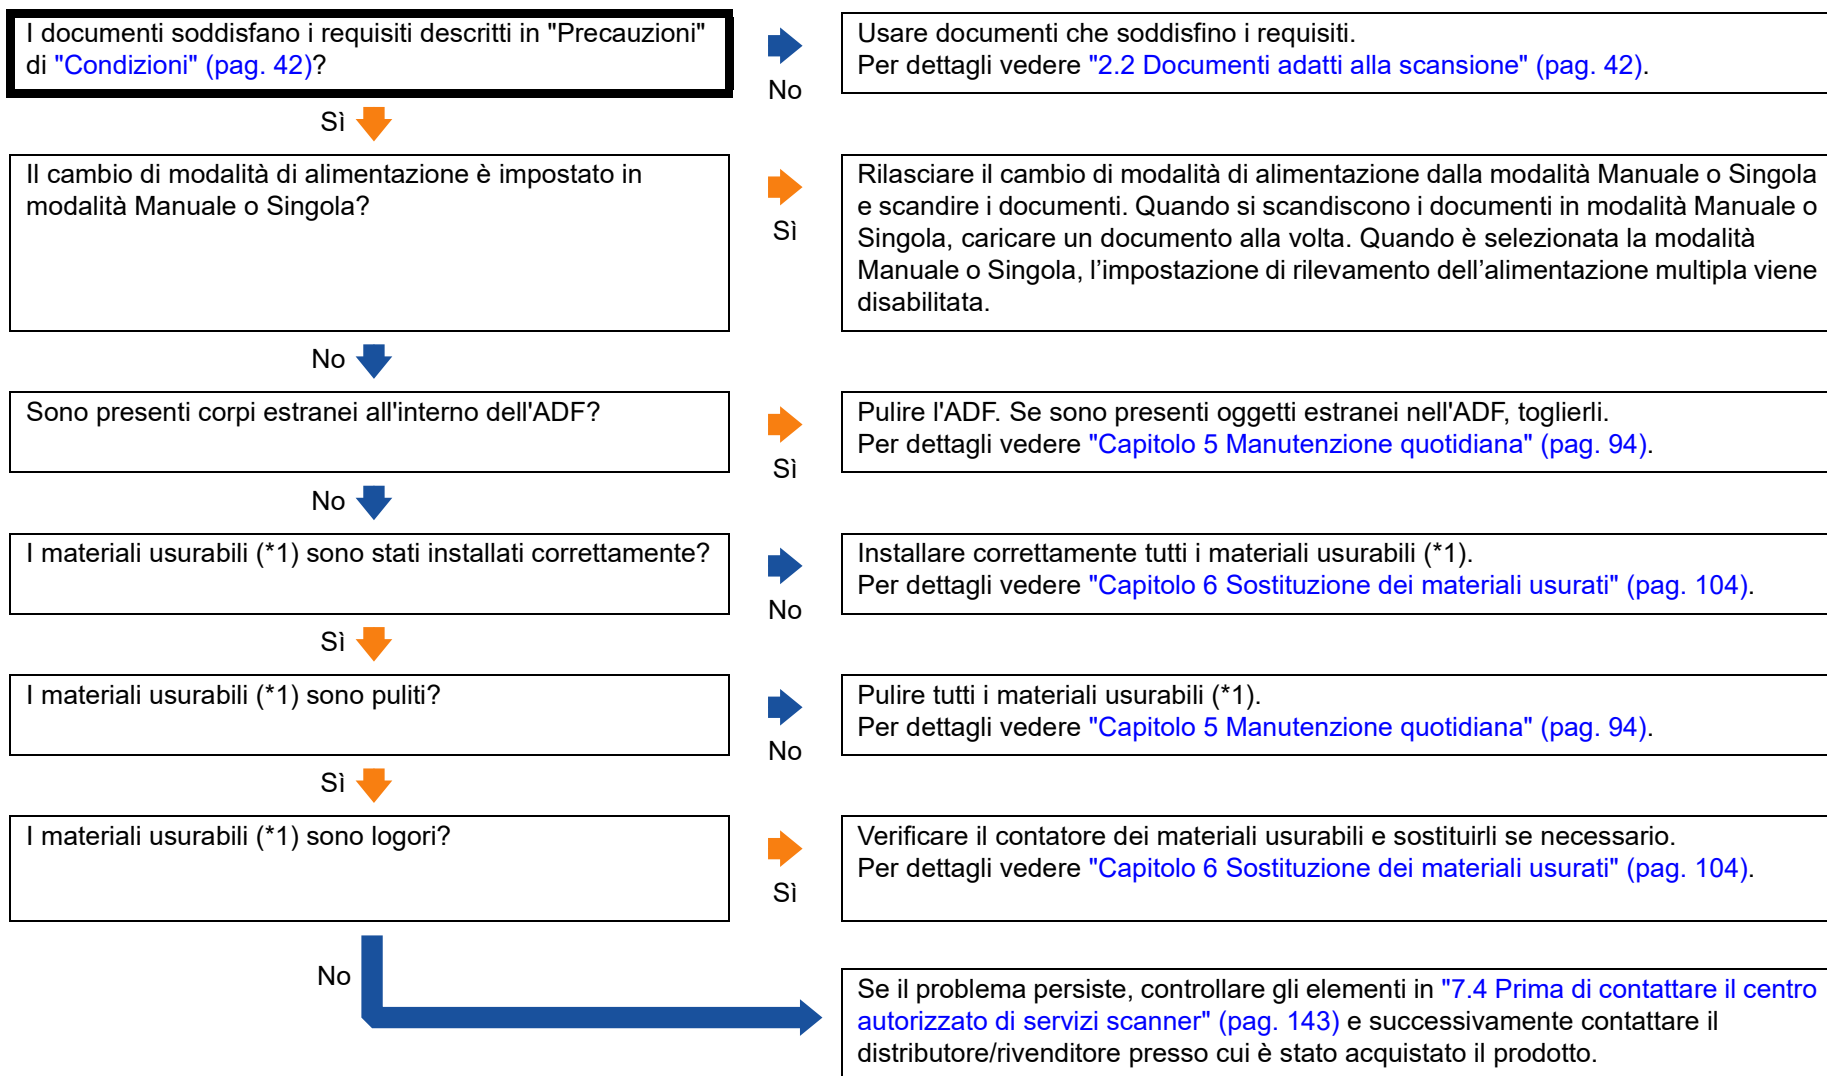 I documenti soddisfano i requisiti descritti in "Precauzioni"
di "Condizioni" (pag. 42)?
No
Usare documenti che soddisfino i requisiti.
Per dettagli vedere "2.2 Documenti adatti alla scansione" (pag. 42).
Sì
Il cambio di modalità di alimentazione è impostato in
modalità Manuale o Singola?
Sì
Rilasciare il cambio di modalità di alimentazione dalla modalità Manuale o Singola
e scandire i documenti. Quando si scandiscono i documenti in modalità Manuale o
Singola, caricare un documento alla volta. Quando è selezionata la modalità
Manuale o Singola, l’impostazione di rilevamento dell’alimentazione multipla viene
disabilitata.
No
Sono presenti corpi estranei all'interno dell'ADF?
Sì
Pulire l'ADF. Se sono presenti oggetti estranei nell'ADF, toglierli.
Per dettagli vedere "Capitolo 5 Manutenzione quotidiana" (pag. 94).
No
I materiali usurabili (*1) sono stati installati correttamente?
No
Installare correttamente tutti i materiali usurabili (*1).
Per dettagli vedere "Capitolo 6 Sostituzione dei materiali usurati" (pag. 104).
Sì
I materiali usurabili (*1) sono puliti?
No
Pulire tutti i materiali usurabili (*1).
Per dettagli vedere "Capitolo 5 Manutenzione quotidiana" (pag. 94).
Sì
I materiali usurabili (*1) sono logori?
Sì
Verificare il contatore dei materiali usurabili e sostituirli se necessario.
Per dettagli vedere "Capitolo 6 Sostituzione dei materiali usurati" (pag. 104).
No
Se il problema persiste, controllare gli elementi in "7.4 Prima di contattare il centro
autorizzato di servizi scanner" (pag. 143) e successivamente contattare il
distributore/rivenditore presso cui è stato acquistato il prodotto.